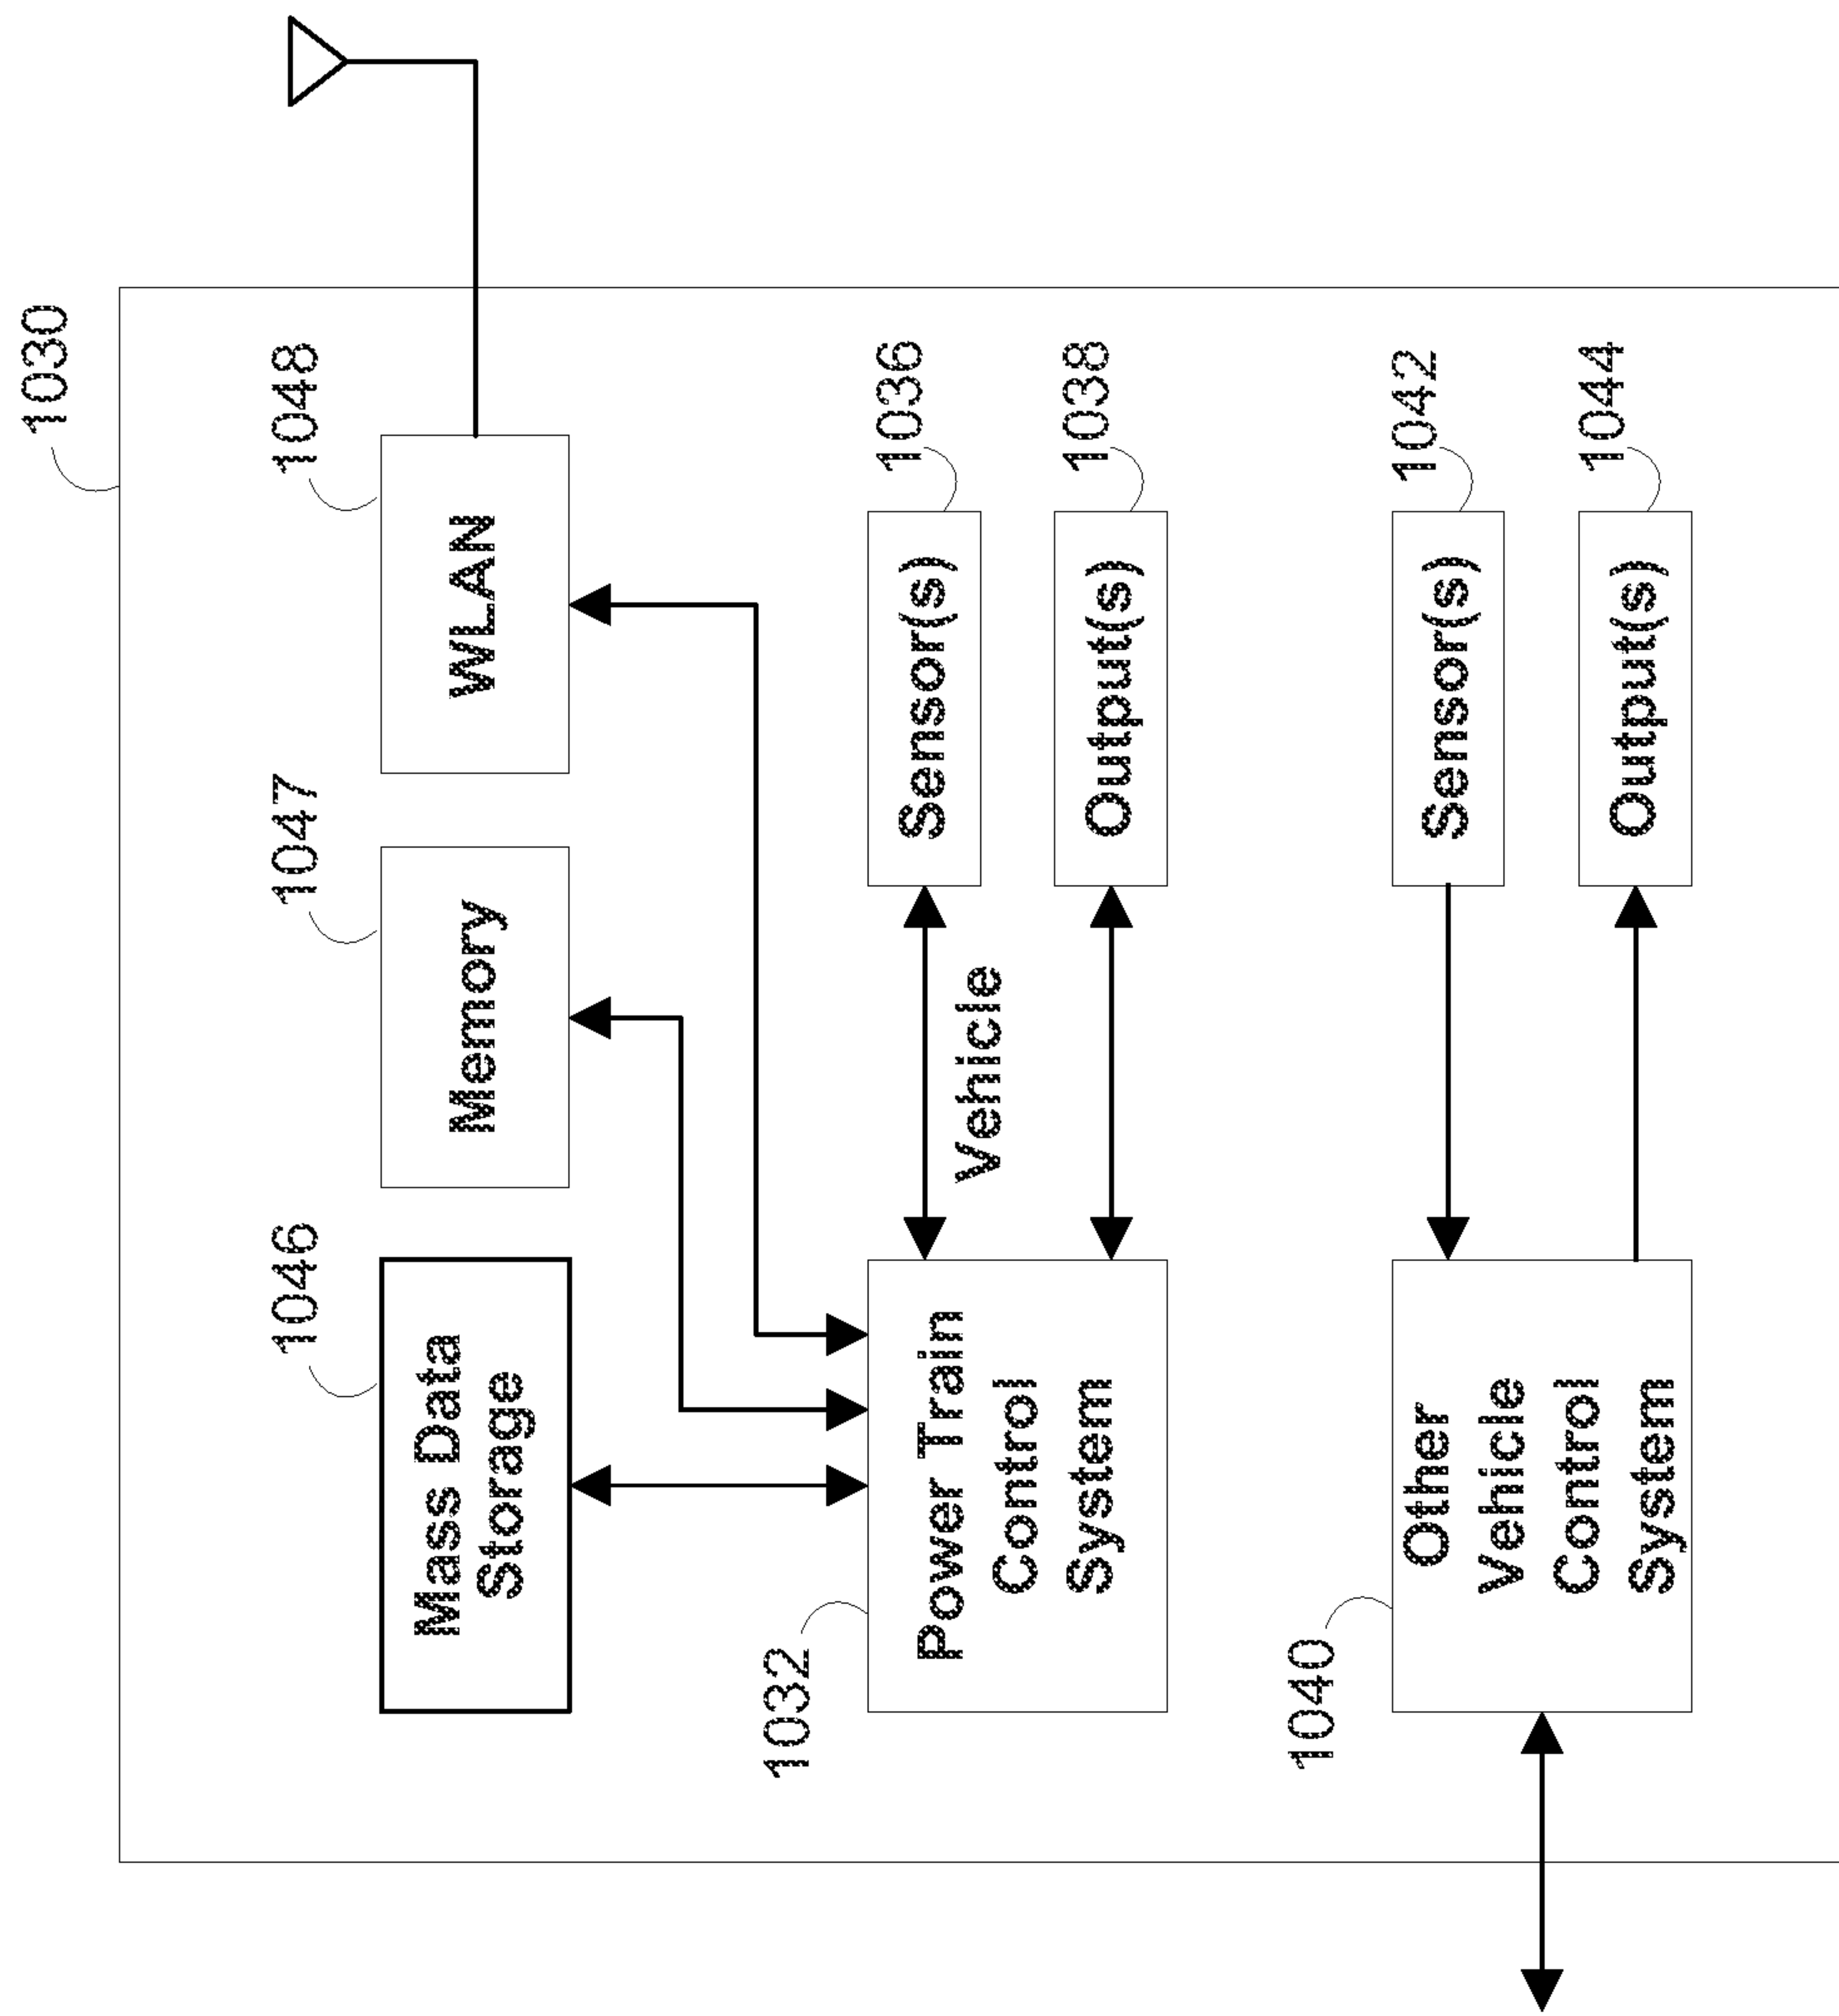 1030
1046
Mass Data
Storage
1047
Memory
1048
WLAN
1032
Power Train
Control
System
Vehicle
1036
Sensor(s)
1038
Output(s)
1040
Other
Vehicle
Control
System
1042
Sensor(s)
1044
Output(s)